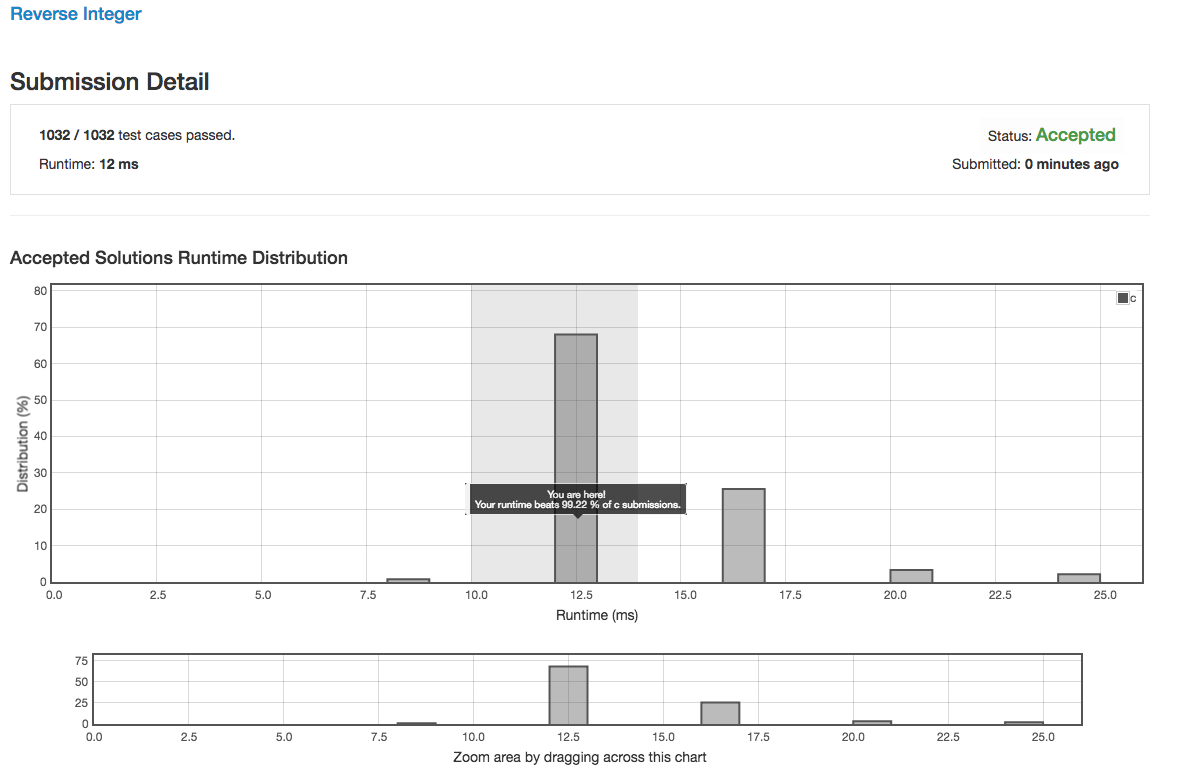 Reverse Integer
Submission Detail
1032 / 1032 test cases passed.
Status: Accepted
Runtime: 12 ms
Submitted: 0 minutes ago
Accepted Solutions Runtime Distribution
c
80
70
60
50
40
30
20
10
0
Distribution (%)
You are here!
Your runtime beats 99.22 % of c submissions.
0.0 2.5 5.0 7.5 10.0 12.5 15.0 17.5 20.0 22.5 25.0
Runtime (ms)
75
50
25
0
0.0 2.5 5.0 7.5 10.0 12.5 15.0 17.5 20.0 22.5 25.0
Zoom area by dragging across this chart